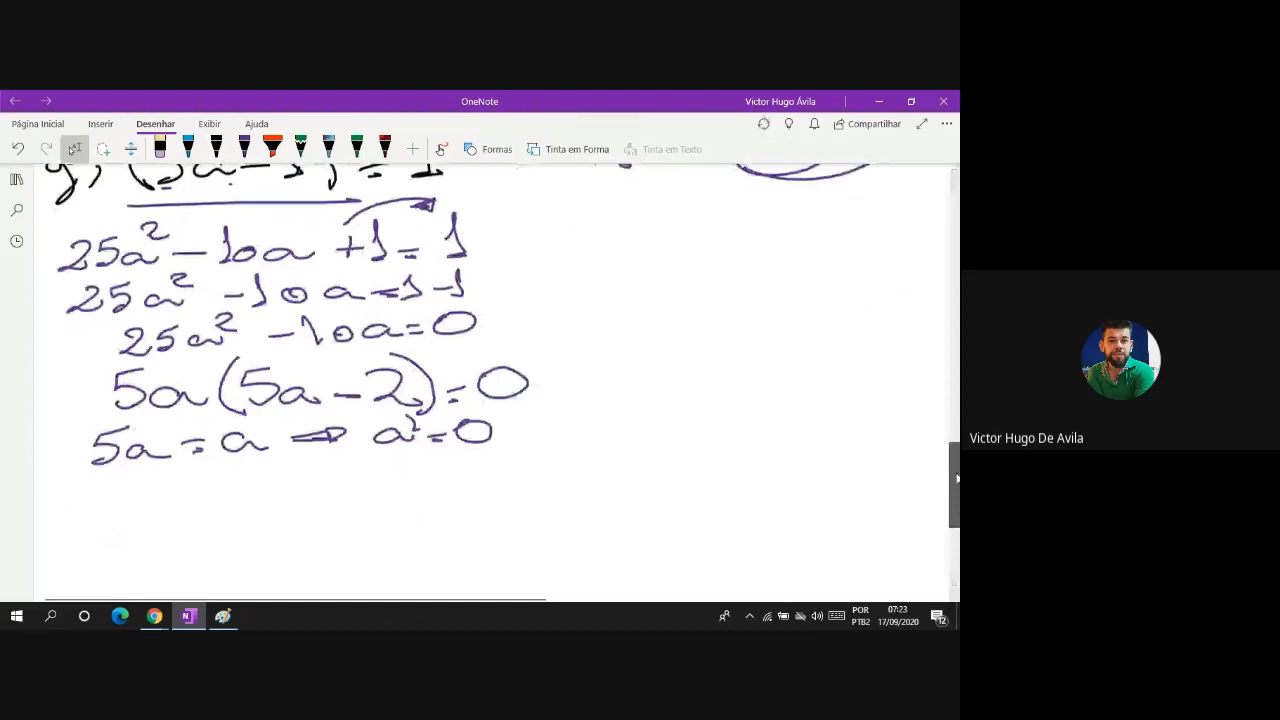 OneNote
Victor Hugo Ávila
Página Inicial
Inserir
Desenhar
Exibir
Ajuda
Compartilhar
Formas
Tinta em Forma
Tinta em Texto
25a² - 10a + 1 = 1
25a² - 10a = 1 - 1
25a² - 10a = 0
5a(5a - 2) = 0
5a = a ⇒ a² = 0
Victor Hugo De Avila
POR
PTB2
07:23
17/09/2020
12